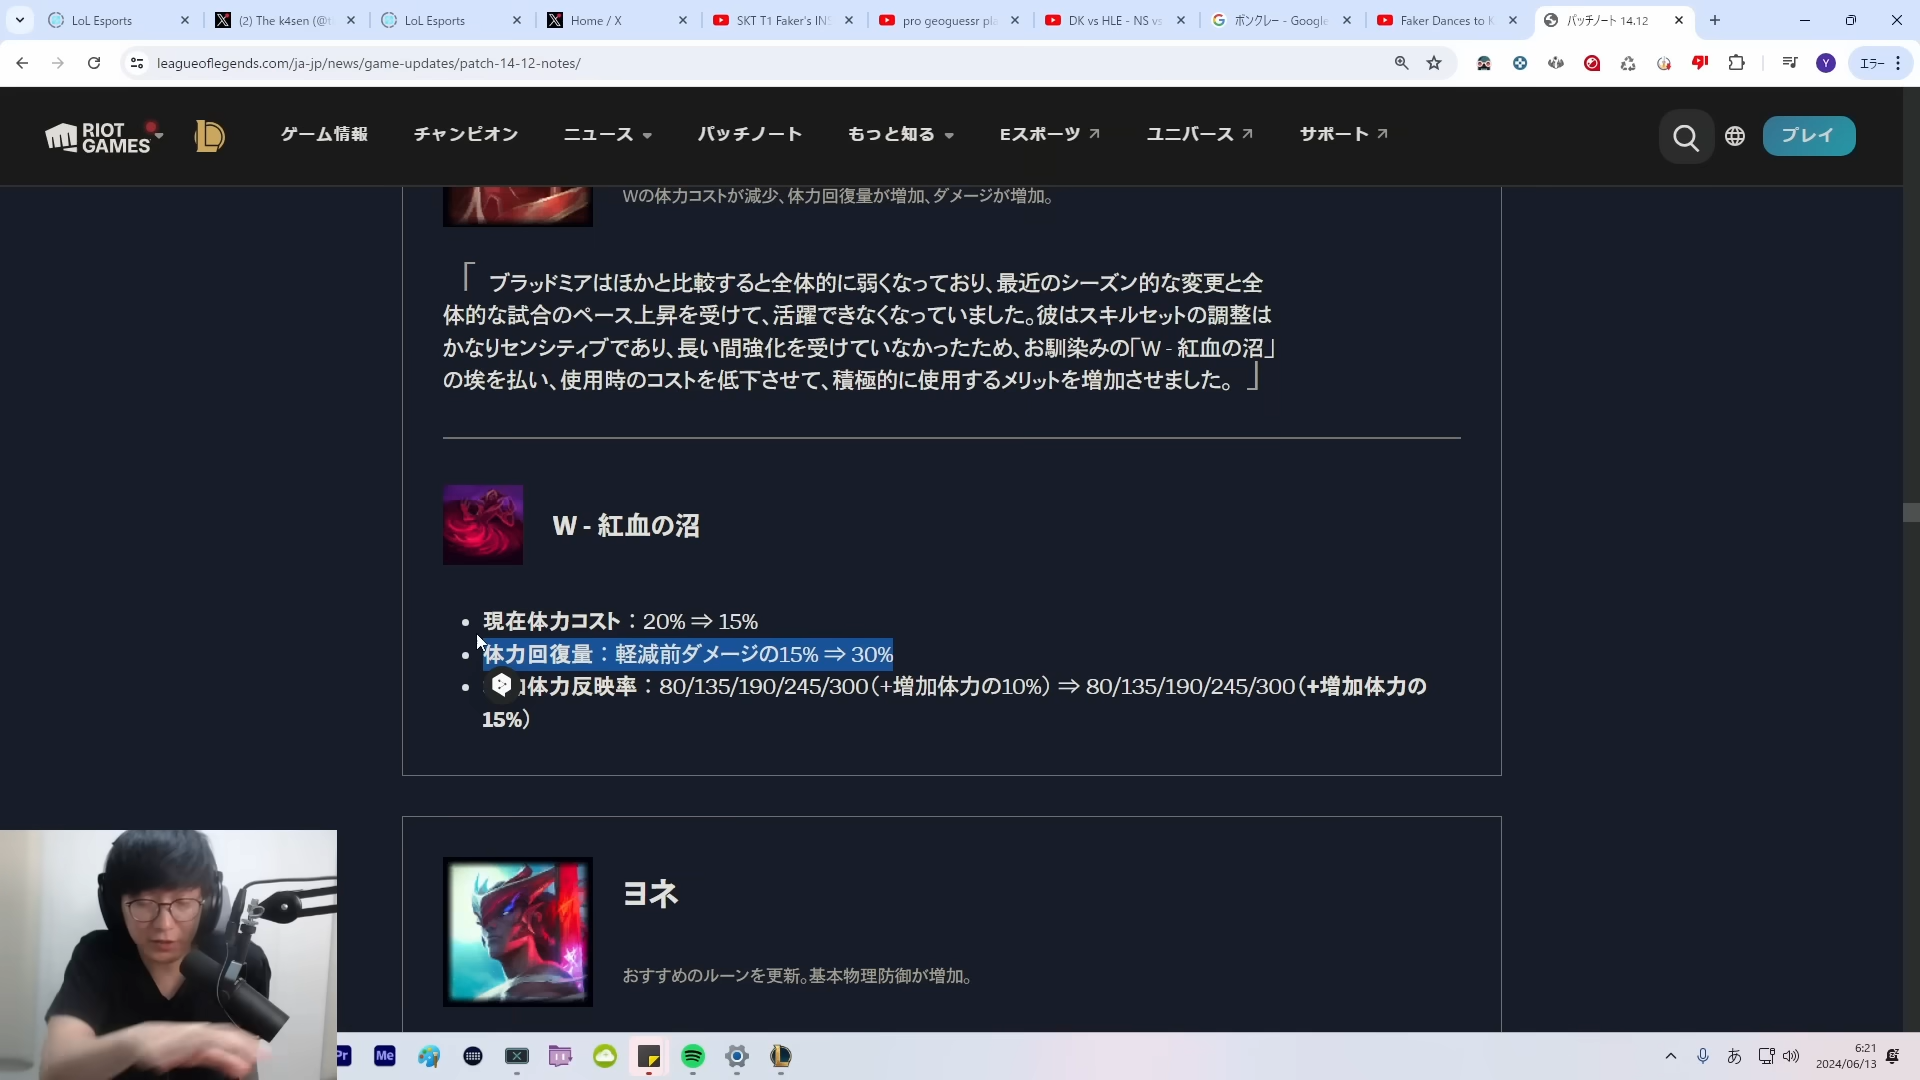 LoL Esports
(2) The k4sen (@t
LoL Esports
Home / X
SKT T1 Faker's INS
pro geoguessr pla
DK vs HLE - NS vs
ボンクレー - Google
Faker Dances to K
パッチノート 14.12
leagueoflegends.com/ja-jp/news/game-updates/patch-14-12-notes/
Y
エラー
RIOT
GAMES
ゲーム情報
チャンピオン
ニュース
パッチノート
もっと知る
Eスポーツ
ユニバース
サポート
プレイ
Wの体力コストが減少、体力回復量が増加、ダメージが増加。
「 ブラッドミアはほかと比較すると全体的に弱くなっており、最近のシーズン的な変更と全
体的な試合のペース上昇を受けて、活躍できなくなっていました。彼はスキルセットの調整は
かなりセンシティブであり、長い間強化を受けていなかったため、お馴染みの「W - 紅血の沼」
の埃を払い、使用時のコストを低下させて、積極的に使用するメリットを増加させました。 」
W - 紅血の沼
現在体力コスト：20% ⇒ 15%
体力回復量：軽減前ダメージの15% ⇒ 30%
加体力反映率：80/135/190/245/300（+増加体力の10%） ⇒ 80/135/190/245/300（+増加体力の
15%）
ヨネ
おすすめのルーンを更新。基本物理防御が増加。
Pr
Me
あ
6:21
2024/06/13